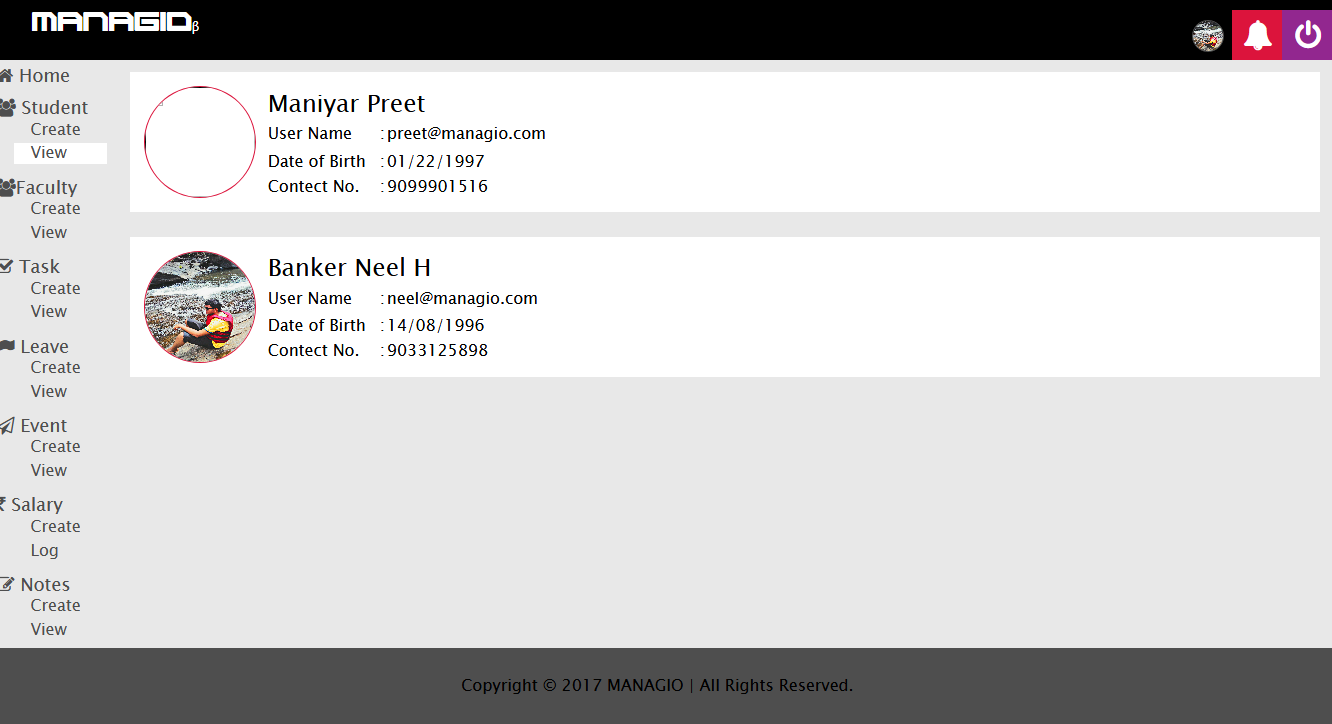 MANAGIO β
Home
Student
Create
View
Faculty
Create
View
Task
Create
View
Leave
Create
View
Event
Create
View
₹ Salary
Create
Log
Notes
Create
View
Maniyar Preet
User Name : preet@managio.com
Date of Birth : 01/22/1997
Contect No. : 9099901516
Banker Neel H
User Name : neel@managio.com
Date of Birth : 14/08/1996
Contect No. : 9033125898
Copyright © 2017 MANAGIO | All Rights Reserved.